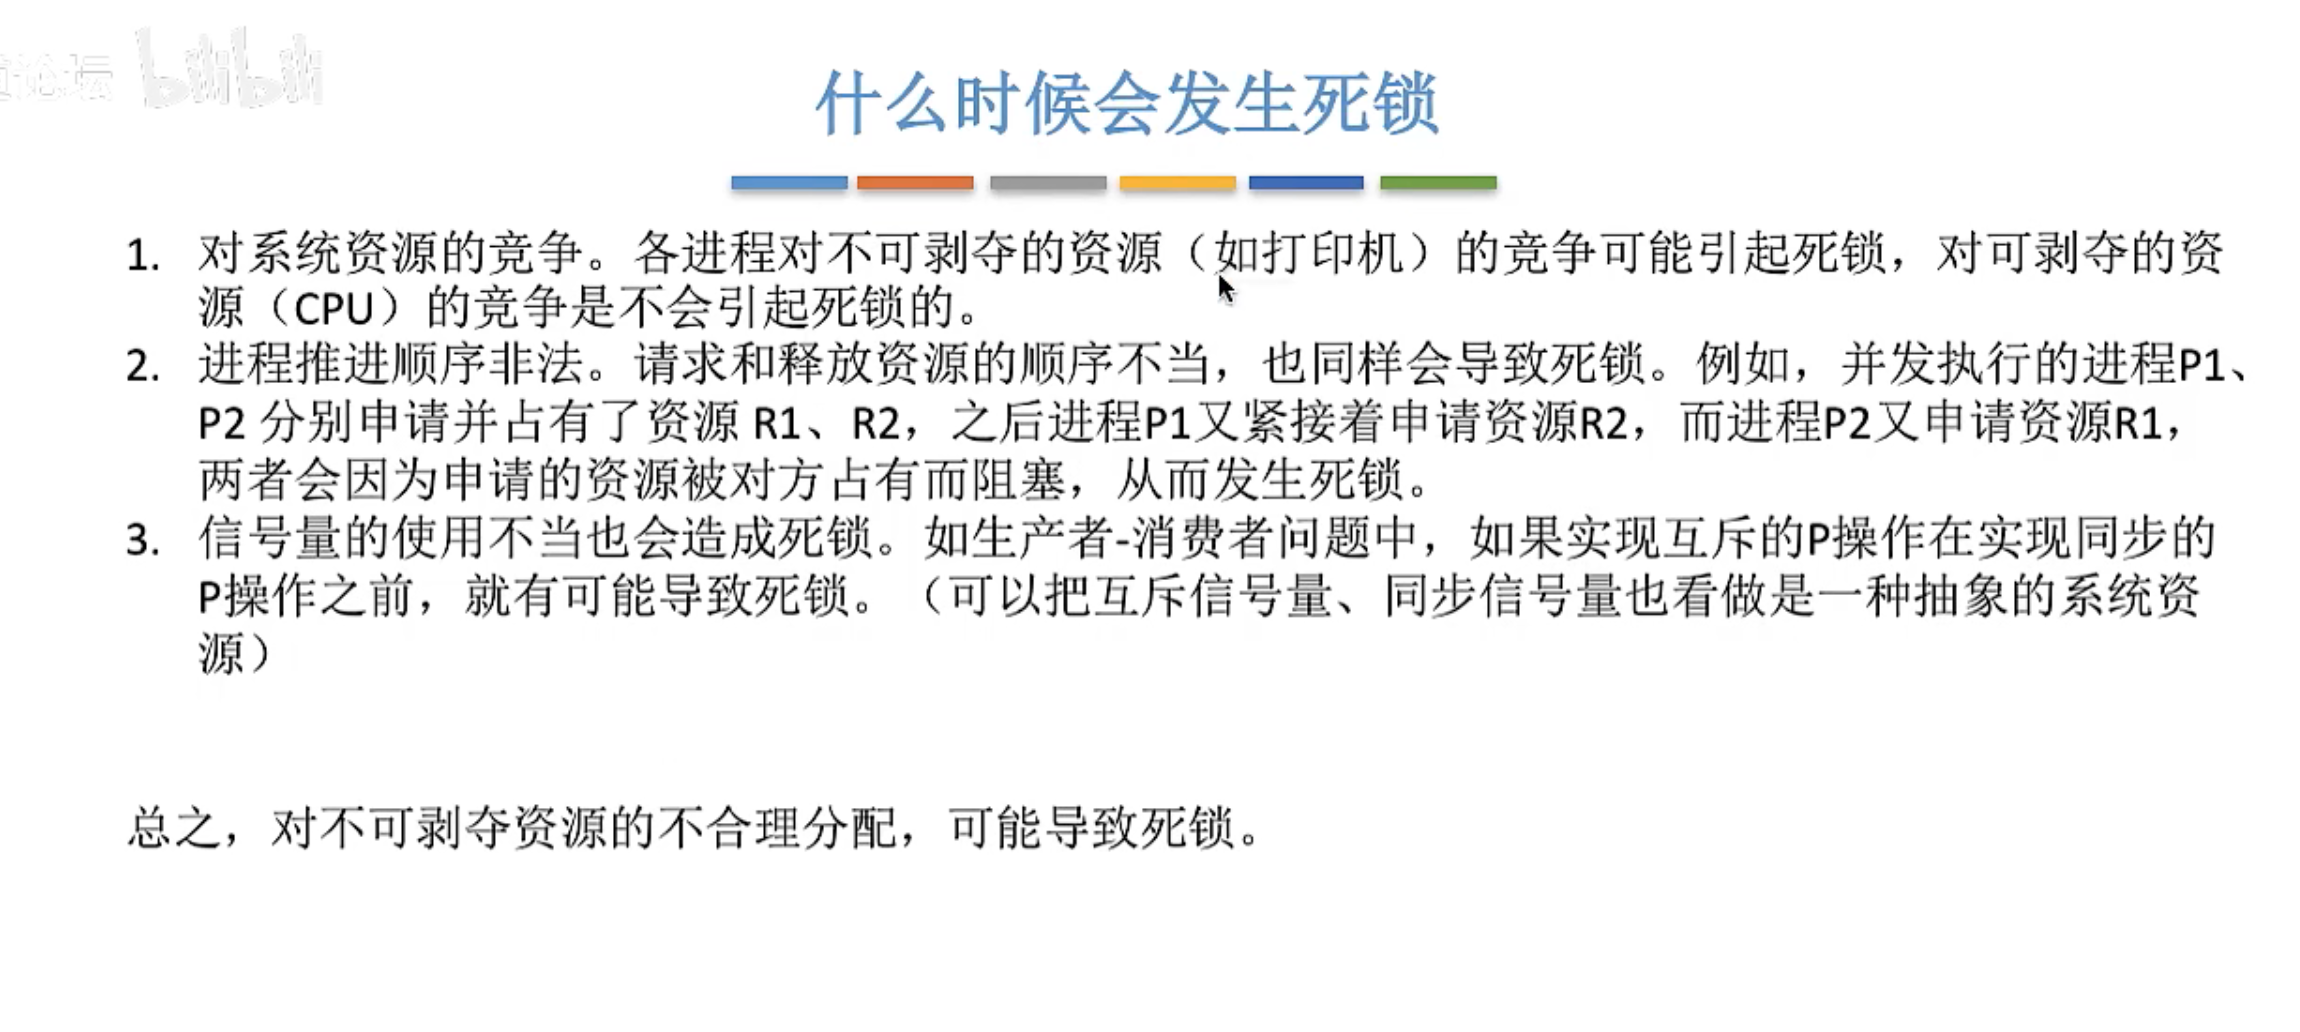 论坛 bilibili
什么时候会发生死锁
1. 对系统资源的竞争。各进程对不可剥夺的资源（如打印机）的竞争可能引起死锁，对可剥夺的资
源（CPU）的竞争是不会引起死锁的。
2. 进程推进顺序非法。请求和释放资源的顺序不当，也同样会导致死锁。例如，并发执行的进程P1、
P2 分别申请并占有了资源 R1、R2，之后进程P1又紧接着申请资源R2，而进程P2又申请资源R1，
两者会因为申请的资源被对方占有而阻塞，从而发生死锁。
3. 信号量的使用不当也会造成死锁。如生产者-消费者问题中，如果实现互斥的P操作在实现同步的
P操作之前，就有可能导致死锁。（可以把互斥信号量、同步信号量也看做是一种抽象的系统资
源）
总之，对不可剥夺资源的不合理分配，可能导致死锁。